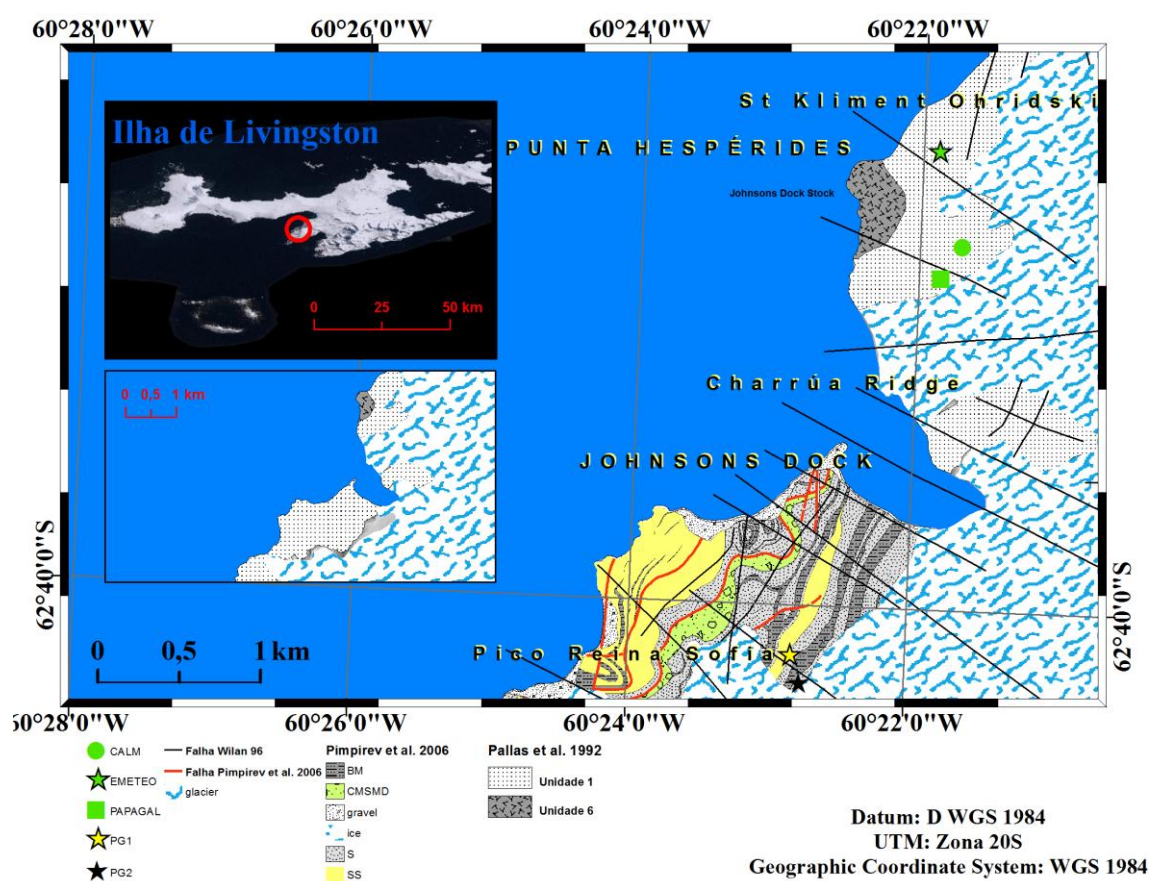 60°28'0"W 60°26'0"W 60°24'0"W 60°22'0"W
St Kliment Ohridski
Ilha de Livingston
PUNTA HESPÉRIDES
Johnsons Dock Stock
0 25 50 km
Charrúa Ridge
0 0,5 1 km
JOHNSONS DOCK
62°40'0"S
62°40'0"S
Pico Reina Sofia
0 0,5 1 km
60°28'0"W 60°26'0"W 60°24'0"W 60°22'0"W
CALM
EMETEO
PAPAGAL
PG1
PG2
Falha Wilan 96
Falha Pimpirev et al. 2006
glacier
Pimpirev et al. 2006
BM
CMSMD
gravel
ice
S
SS
Pallas et al. 1992
Unidade 1
Unidade 6
Datum: D WGS 1984
UTM: Zona 20S
Geographic Coordinate System: WGS 1984